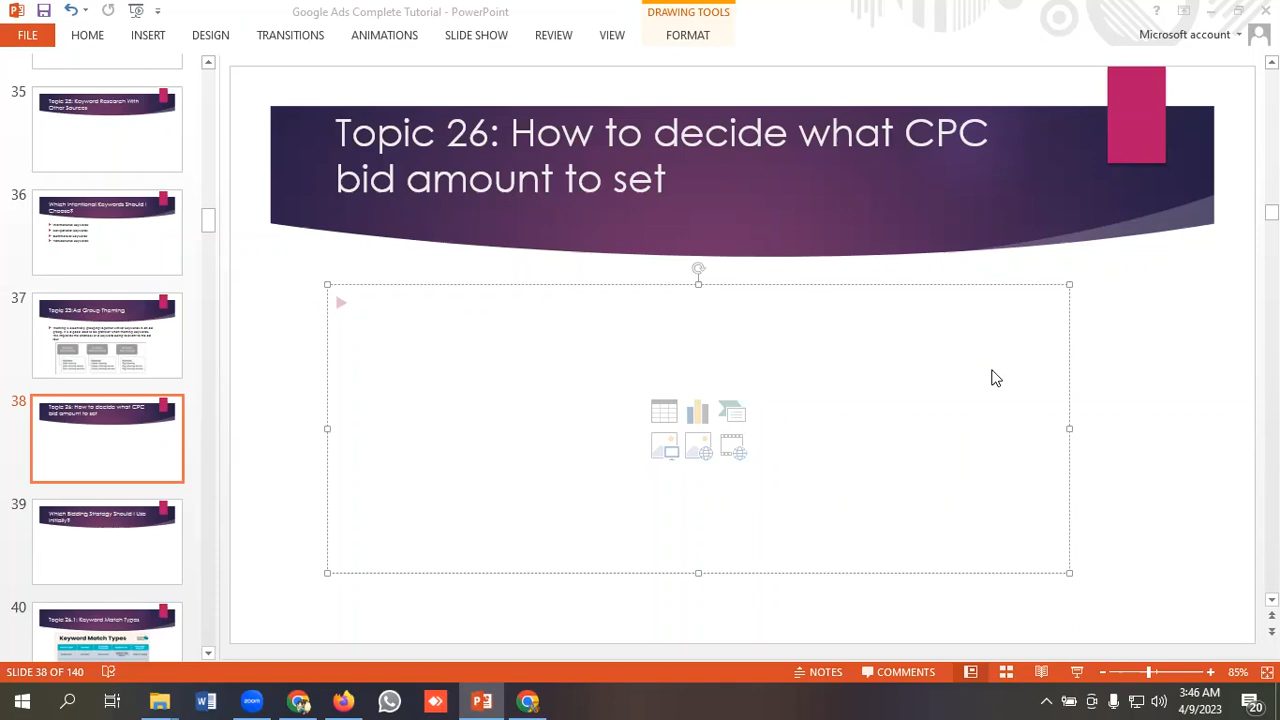 Google Ads Complete Tutorial - PowerPoint
DRAWING TOOLS
?
FILE
HOME
INSERT
DESIGN
TRANSITIONS
ANIMATIONS
SLIDE SHOW
REVIEW
VIEW
FORMAT
Microsoft account
35
Topic 25: Keyword Research With
Other Sources
36
Which Intentional Keywords Should I
Choose?
37
Topic 25:Ad Group Theming
38
Topic 26: How to decide what CPC
bid amount to set
39
Which Bidding Strategy Should I Use
Initially?
40
Topic 26.1: Keyword Match Types
Keyword Match Types
Topic 26: How to decide what CPC
bid amount to set
SLIDE 38 OF 140
NOTES
COMMENTS
85%
zoom
3:46 AM
4/9/2023
20